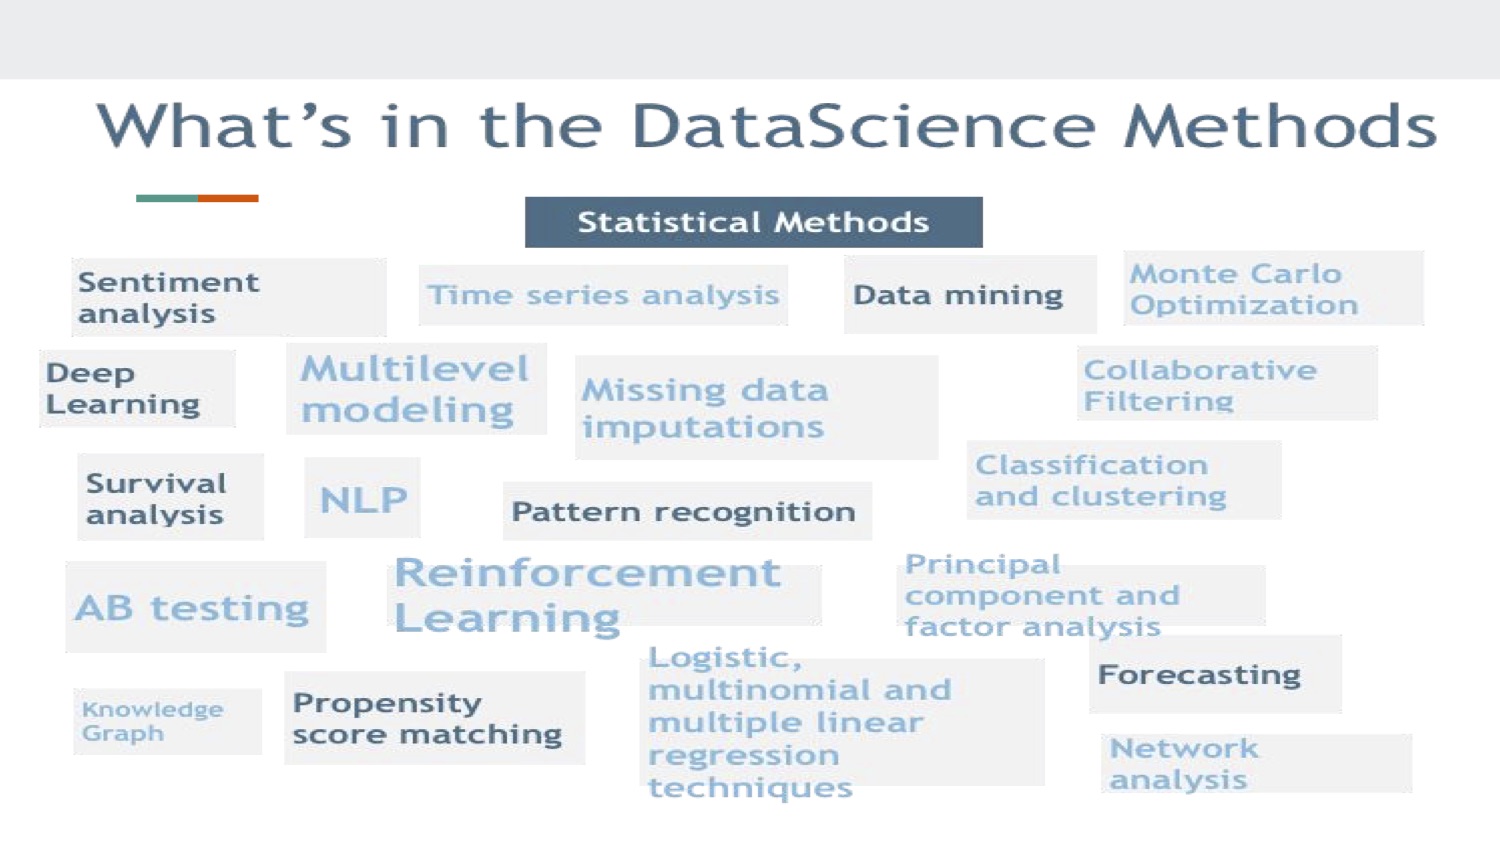 What's in the DataScience Methods
Statistical Methods
Sentiment
analysis
Time series analysis
Data mining
Monte Carlo
Optimization
Deep
Learning
Multilevel
modeling
Missing data
imputations
Collaborative
Filtering
Survival
analysis
NLP
Pattern recognition
Classification
and clustering
AB testing
Reinforcement
Learning
Principal
component and
factor analysis
Knowledge
Graph
Propensity
score matching
Logistic,
multinomial and
multiple linear
regression
techniques
Forecasting
Network
analysis